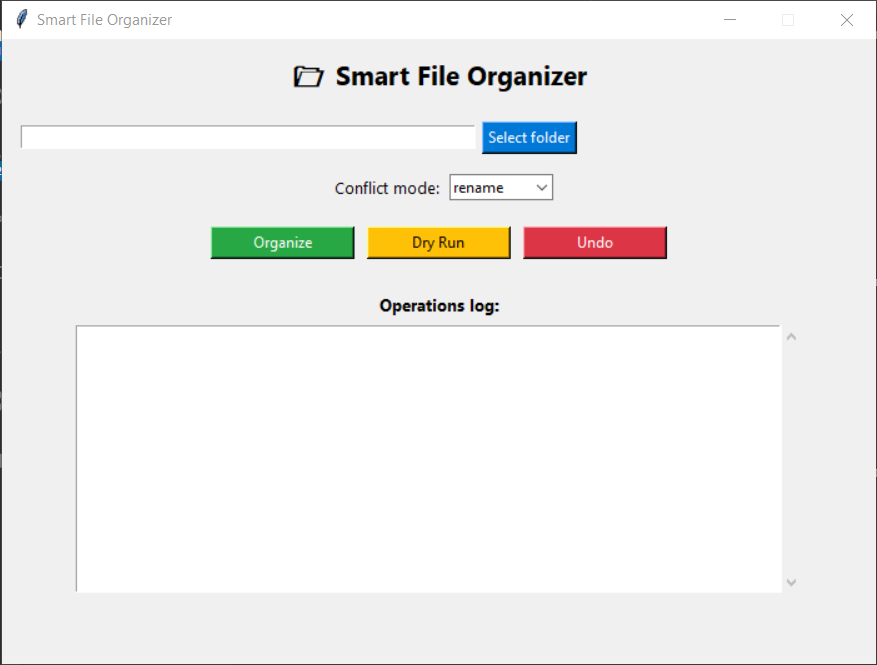 Smart File Organizer
Smart File Organizer
Select folder
Conflict mode: rename
Organize Dry Run Undo
Operations log: